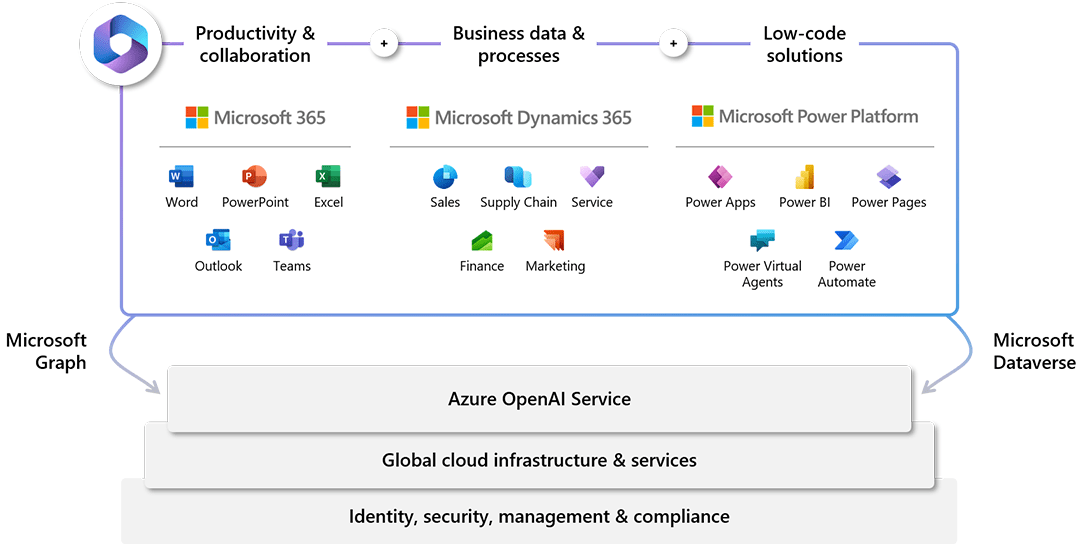 Productivity &
collaboration
+
Business data &
processes
+
Low-code
solutions
Microsoft 365
Microsoft Dynamics 365
Microsoft Power Platform
W
P
X
Word
PowerPoint
Excel
Sales
Supply Chain
Service
Power Apps
Power BI
Power Pages
O
T
Outlook
Teams
Finance
Marketing
Power Virtual
Agents
Power
Automate
Microsoft
Graph
Microsoft
Dataverse
Azure OpenAI Service
Global cloud infrastructure & services
Identity, security, management & compliance